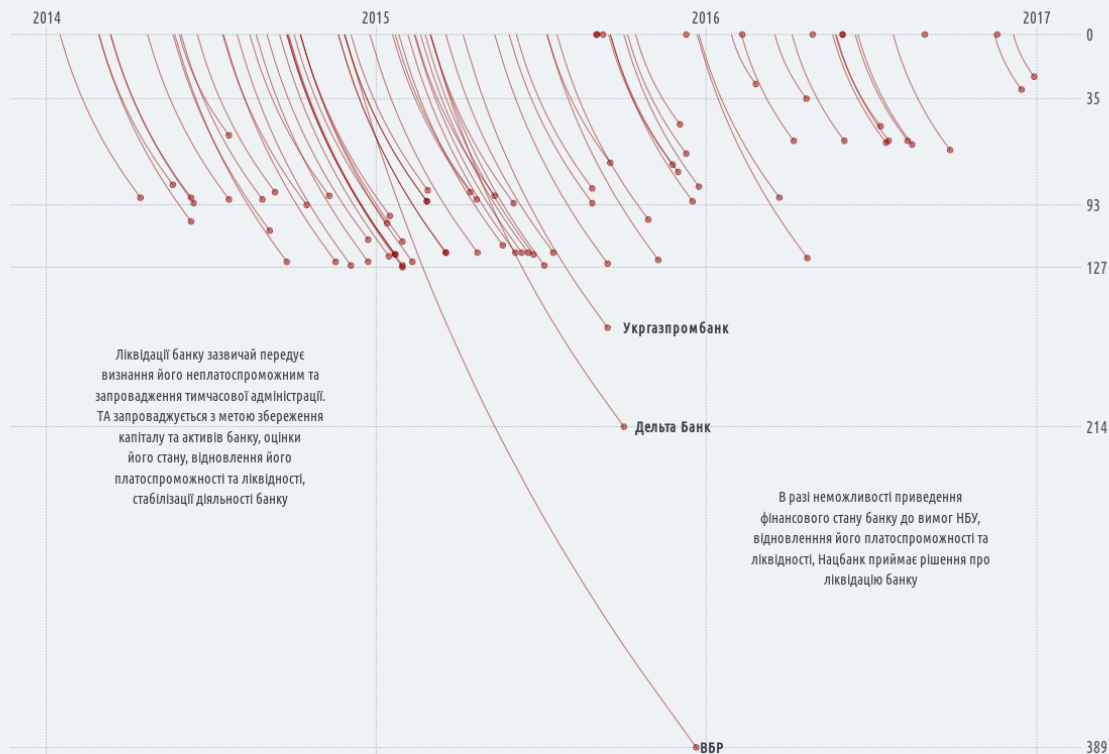 2014 2015 2016 2017
0
35
93
127
Укргазпромбанк
Ліквідації банку зазвичай передує
визнання його неплатоспроможним та
запровадження тимчасової адміністрації.
ТА запроваджується з метою збереження
капіталу та активів банку, оцінки
його стану, відновлення його
платоспроможності та ліквідності,
стабілізації діяльності банку
Дельта Банк
214
В разі неможливості приведення
фінансового стану банку до вимог НБУ,
відновленння його платоспроможності та
ліквідності, Нацбанк приймає рішення про
ліквідацію банку
ВБР
389